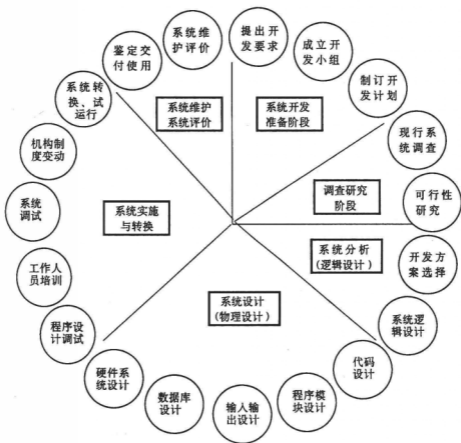 提出开
发要求
成立开
发小组
制订开
发计划
现行系
统调查
可行性
研究
开发方
案选择
系统逻
辑设计
代码
设计
程序模
块设计
输人输
出设计
数据库
设计
硬件系
统设计
程序设
计调试
工作人
员培训
系统
调试
机构制
度变动
系统转
换、试
运行
鉴定交
付使用
系统维
护评价
系统维护
系统评价
系统开发
准备阶段
调查研究
阶段
系统分析
(逻辑设计)
系统设计
(物理设计)
系统实施
与转换